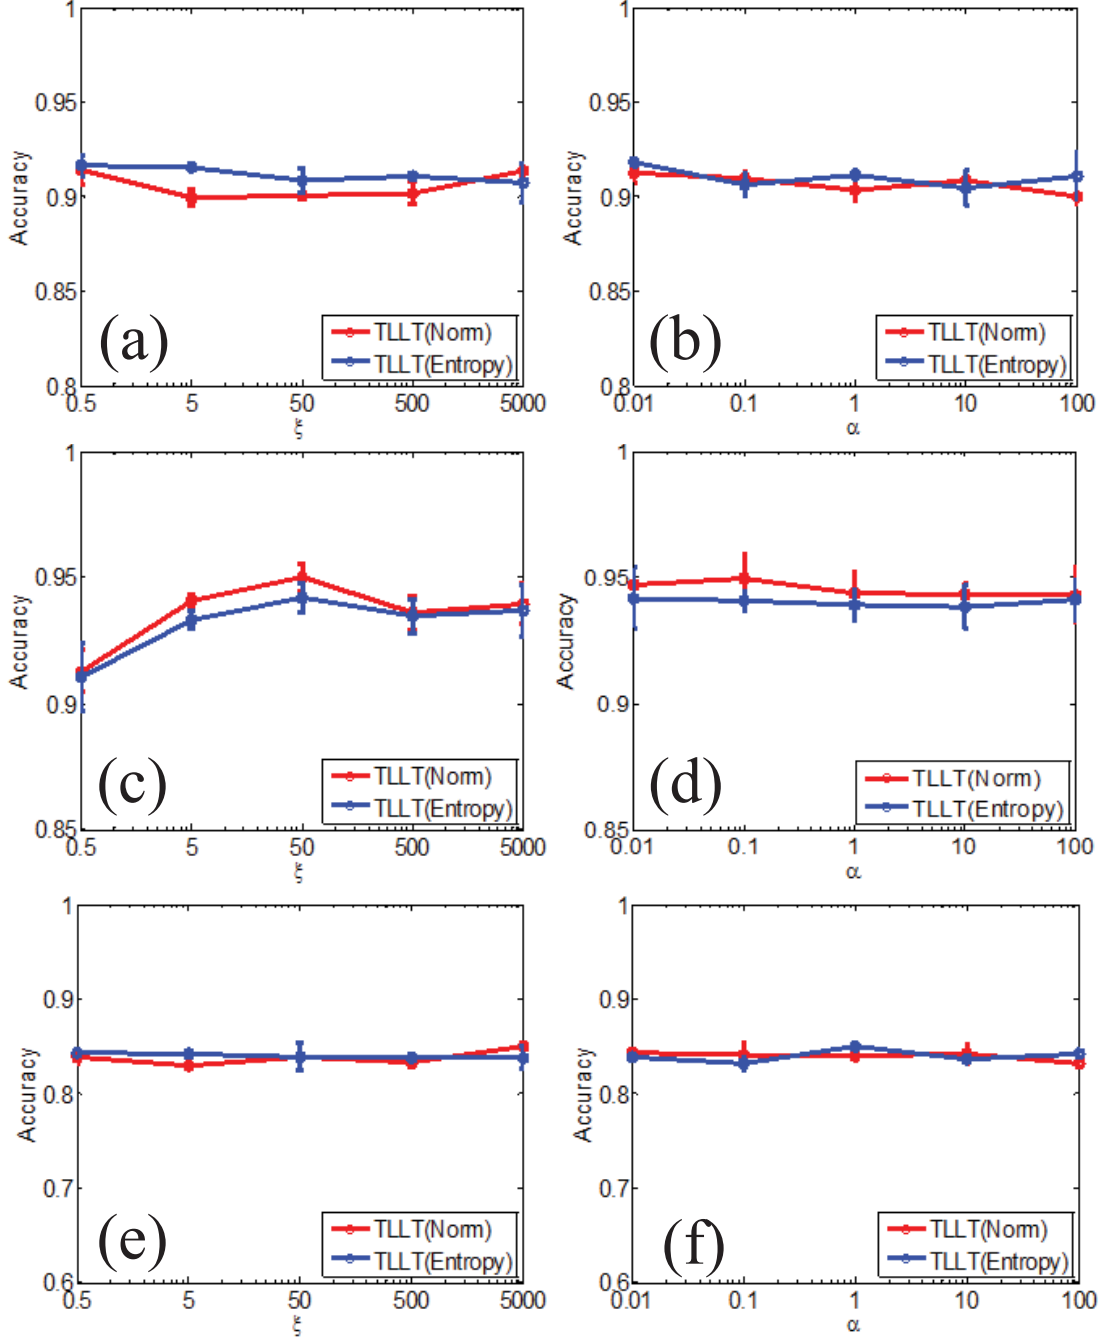 1
0.95
0.9
0.85
0.8
Accuracy
(a)
TLLT(Norm)
TLLT(Entropy)
0.5 5 50 500 5000
ξ
1
0.95
0.9
0.85
0.8
Accuracy
(b)
TLLT(Norm)
TLLT(Entropy)
0.01 0.1 1 10 100
α
1
0.95
0.9
0.85
Accuracy
(c)
TLLT(Norm)
TLLT(Entropy)
0.5 5 50 500 5000
ξ
1
0.95
0.9
0.85
Accuracy
(d)
TLLT(Norm)
TLLT(Entropy)
0.01 0.1 1 10 100
α
1
0.9
0.8
0.7
0.6
Accuracy
(e)
TLLT(Norm)
TLLT(Entropy)
0.5 5 50 500 5000
ξ
1
0.9
0.8
0.7
0.6
Accuracy
(f)
TLLT(Norm)
TLLT(Entropy)
0.01 0.1 1 10 100
α